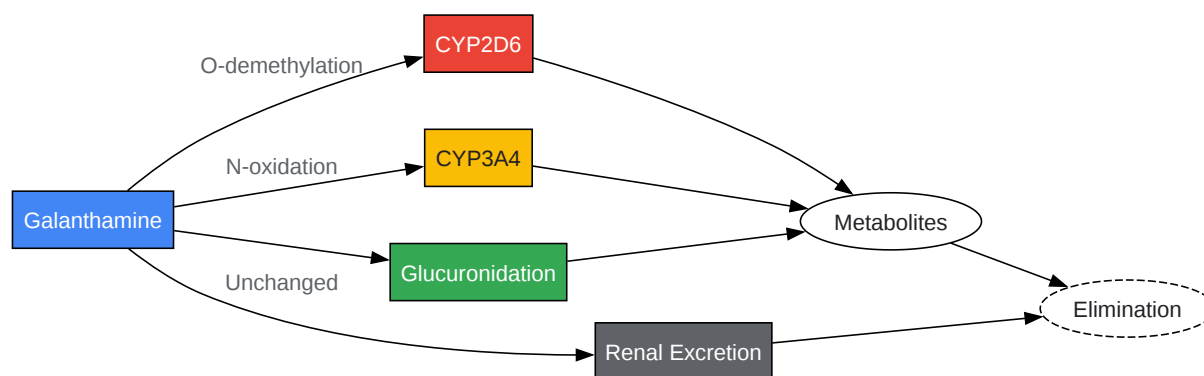 CYP2D6
O-demethylation
CYP3A4
N-oxidation
Galanthamine
Metabolites
Glucuronidation
Unchanged
Elimination
Renal Excretion